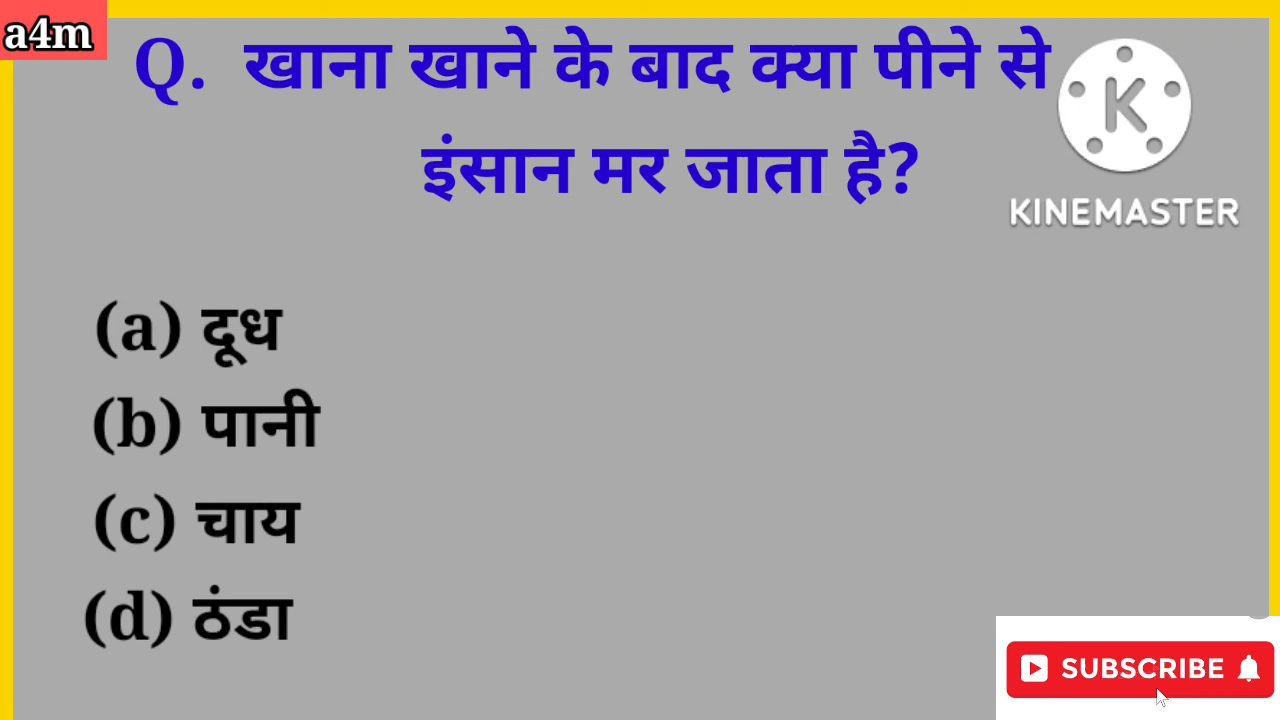 a4m
Q. खाना खाने के बाद क्या पीने से
इंसान मर जाता है?
K
KINEMASTER
(a) दूध
(b) पानी
(c) चाय
(d) ठंडा
SUBSCRIBE